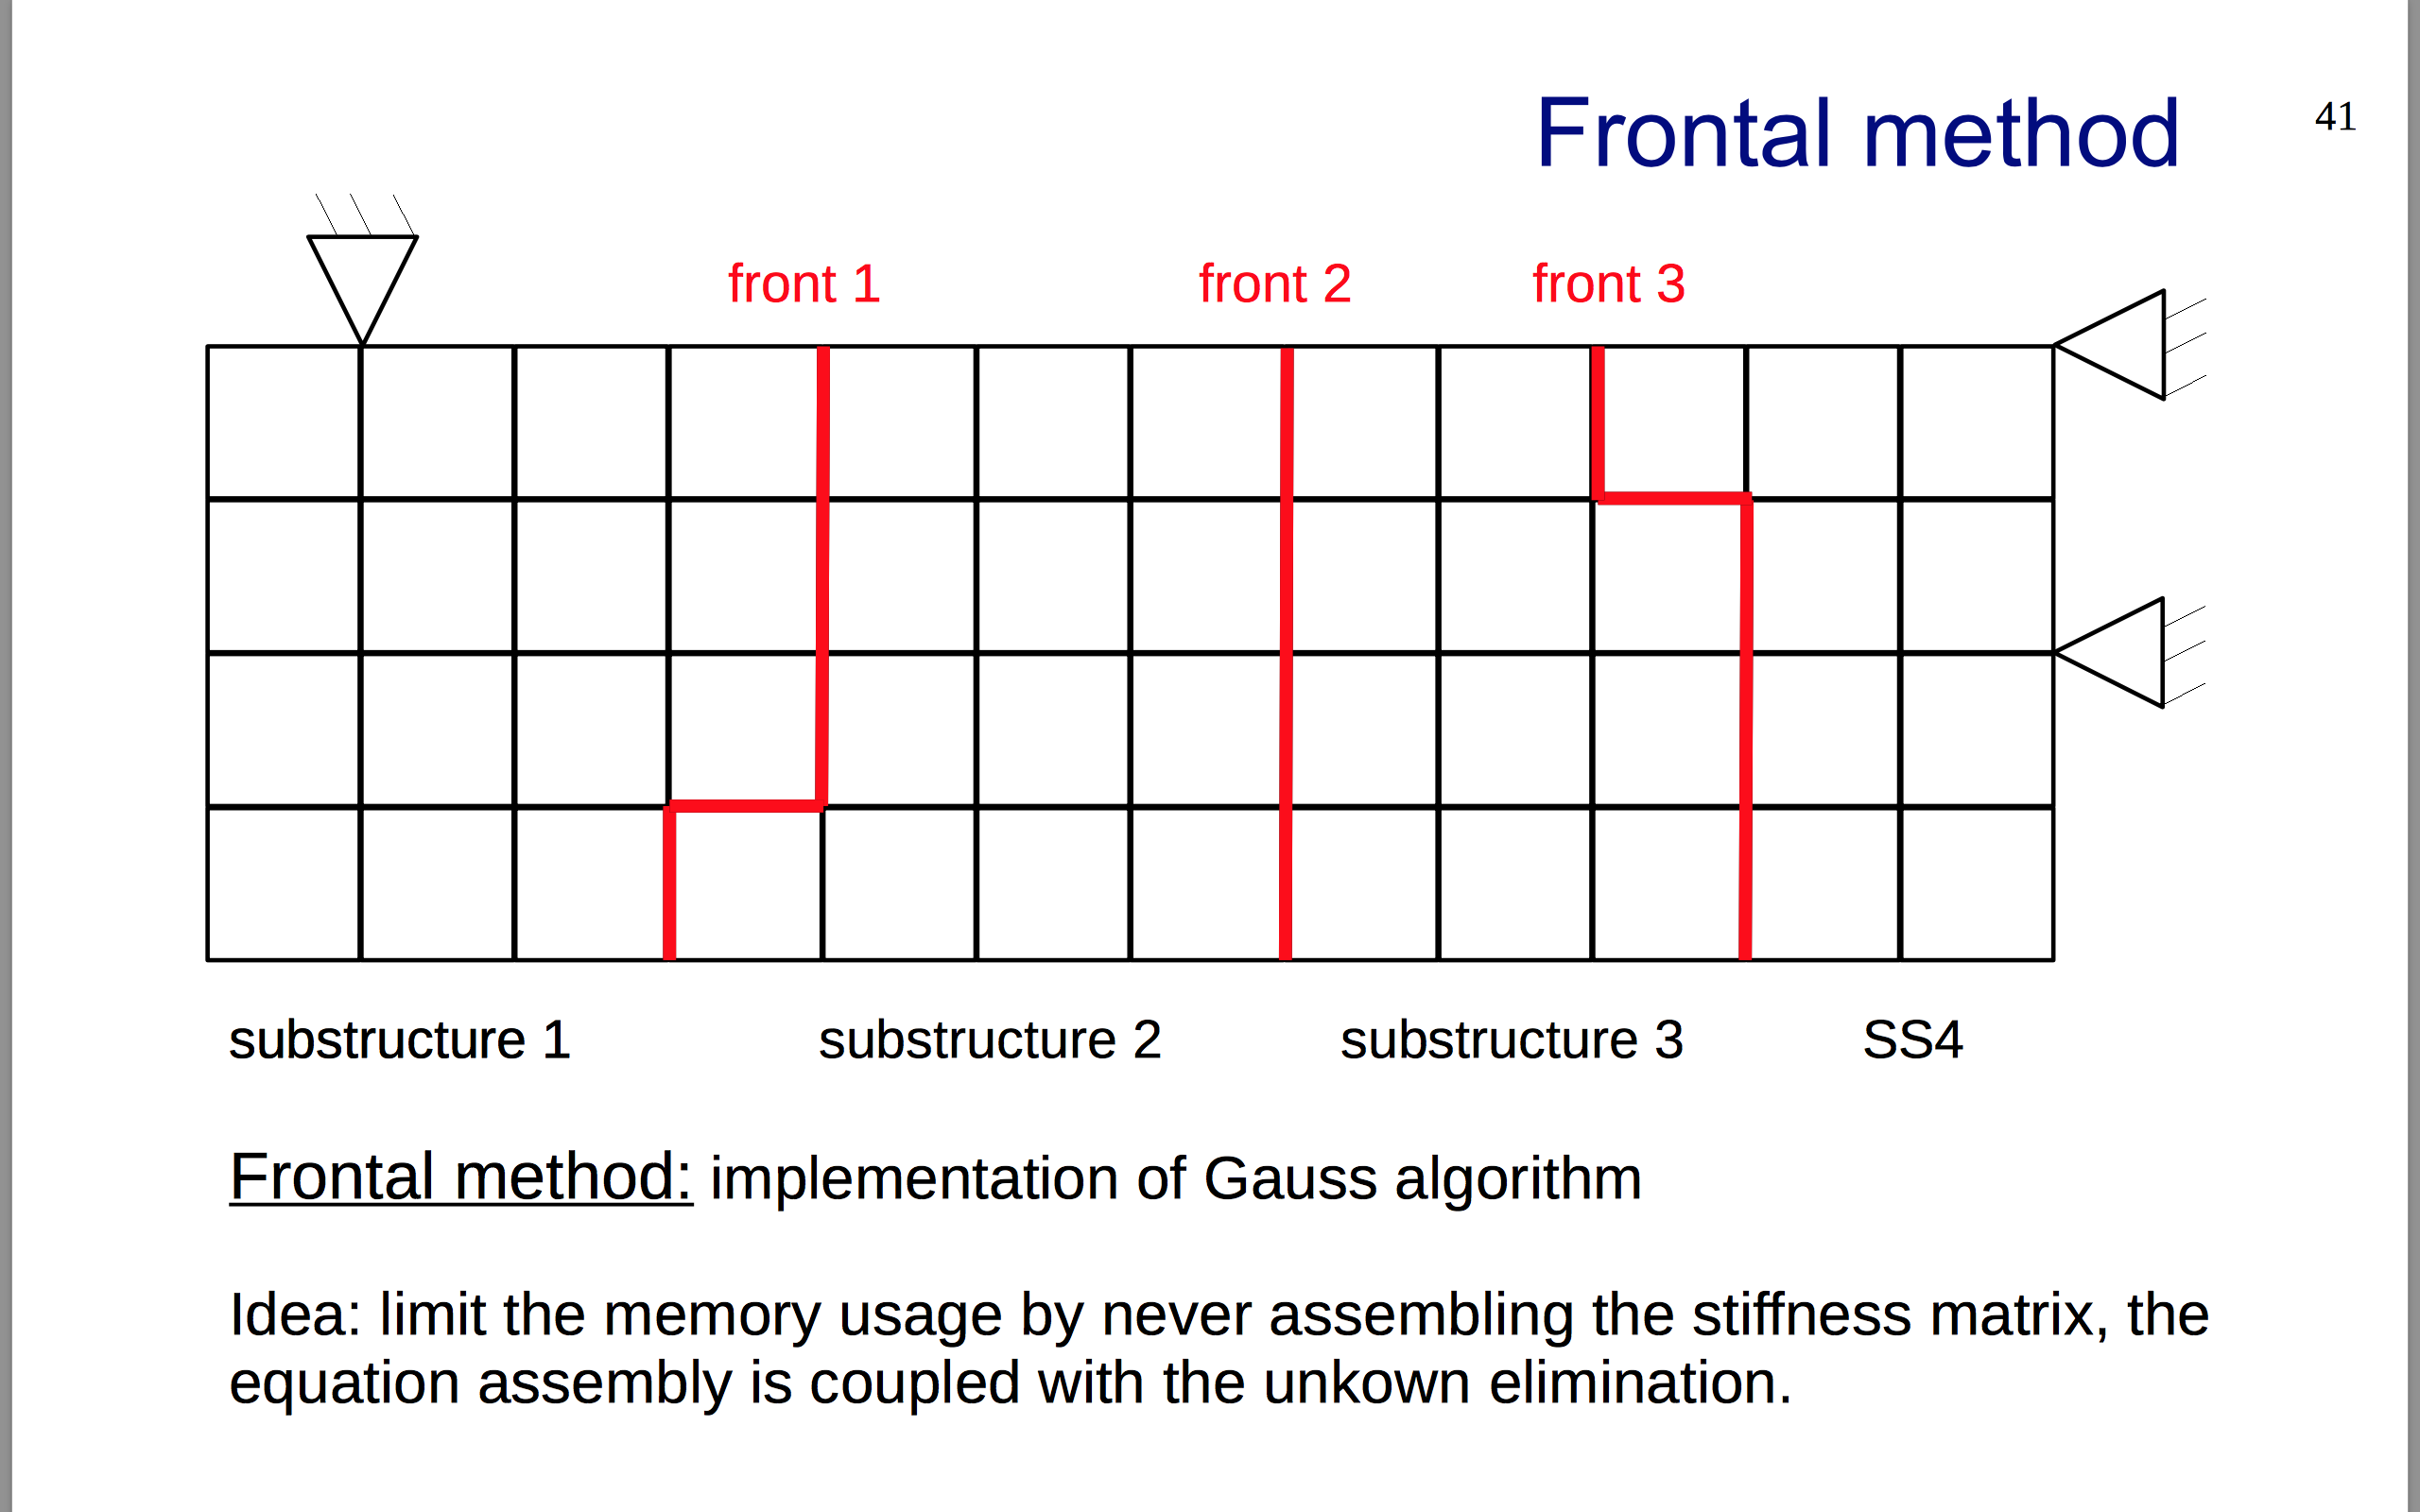 Frontal method
41
front 1
front 2
front 3
substructure 1
substructure 2
substructure 3
SS4
Frontal method: implementation of Gauss algorithm
Idea: limit the memory usage by never assembling the stiffness matrix, the
equation assembly is coupled with the unkown elimination.